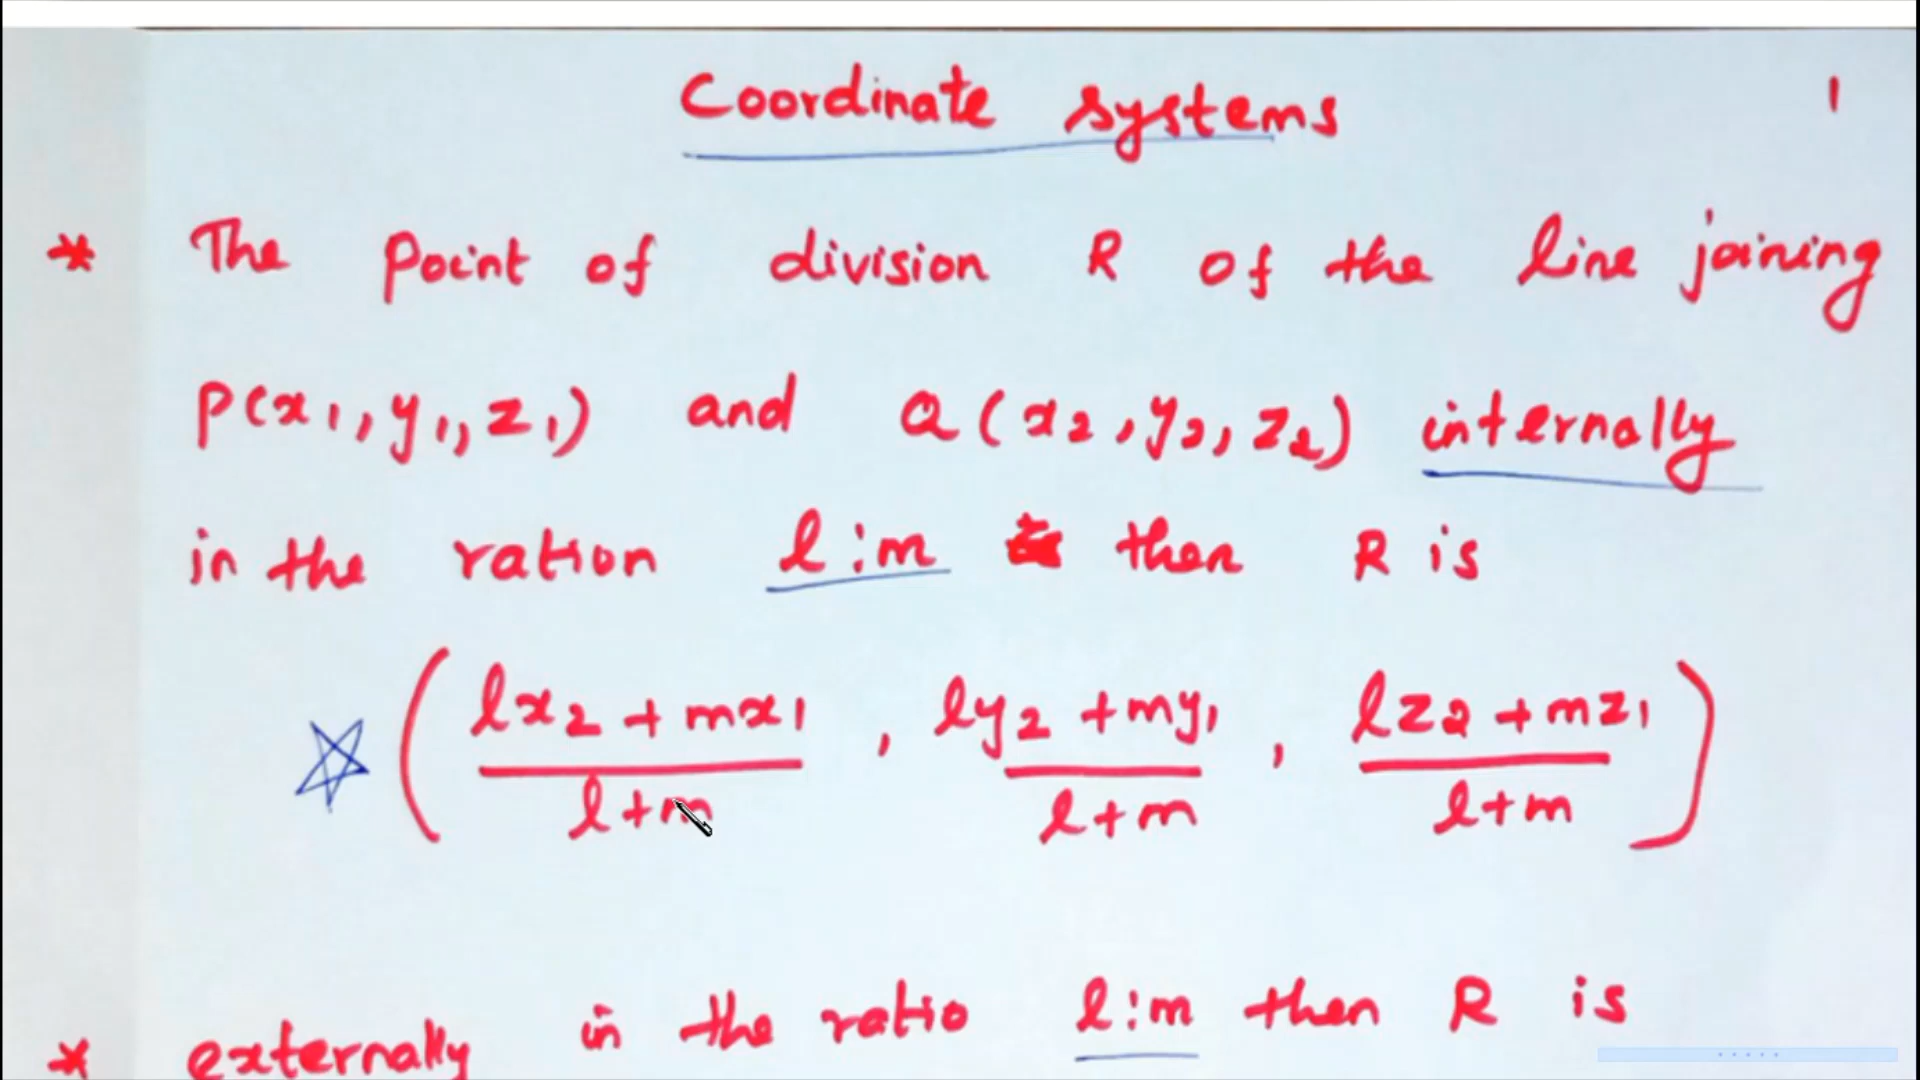 Coordinate systems
1
* The point of division R of the line joining
P(x₁, y₁, z₁) and Q(x₂, y₂, z₂) internally
in the ration l:m then R is
( (lx₂ + mx₁)/(l+m) , (ly₂ + my₁)/(l+m) , (lz₂ + mz₁)/(l+m) )
* externally in the ratio l:m then R is